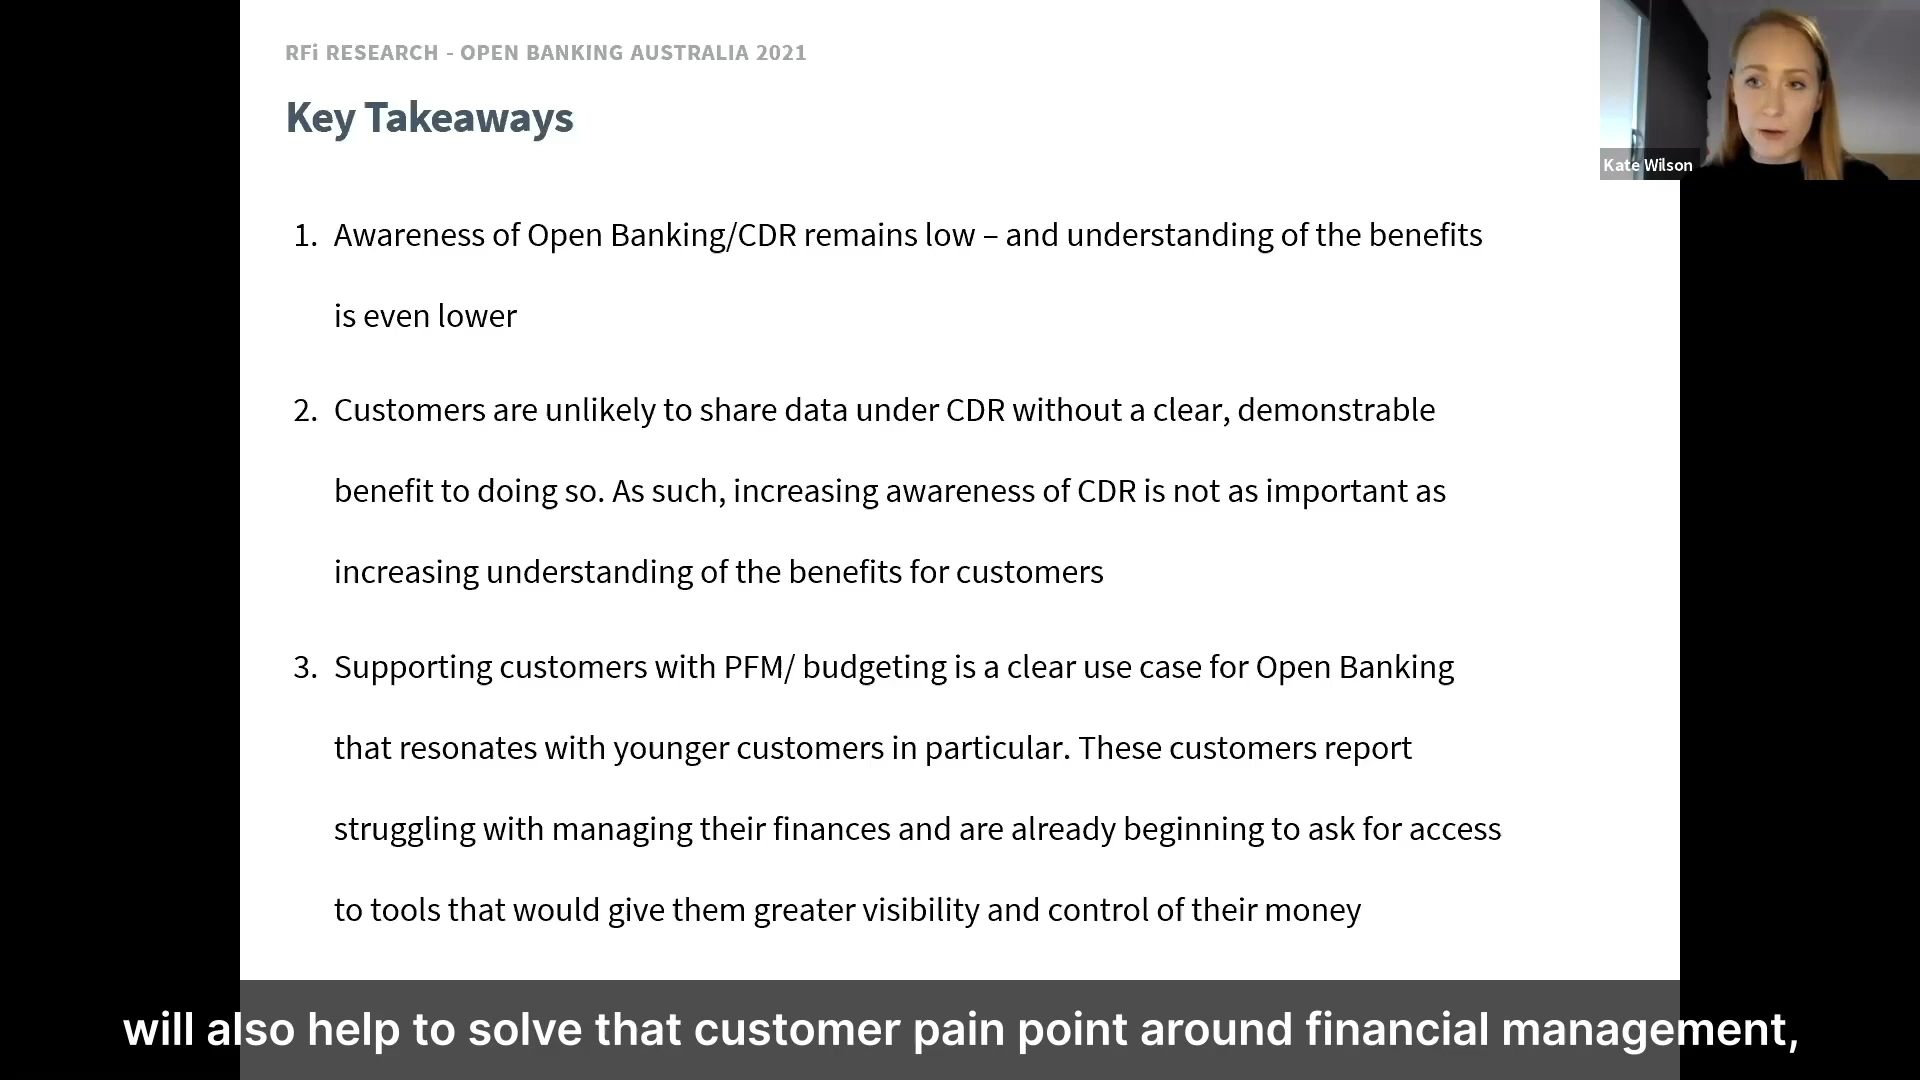 RFi RESEARCH - OPEN BANKING AUSTRALIA 2021
Key Takeaways
Kate Wilson
1. Awareness of Open Banking/CDR remains low – and understanding of the benefits
is even lower
2. Customers are unlikely to share data under CDR without a clear, demonstrable
benefit to doing so. As such, increasing awareness of CDR is not as important as
increasing understanding of the benefits for customers
3. Supporting customers with PFM/ budgeting is a clear use case for Open Banking
that resonates with younger customers in particular. These customers report
struggling with managing their finances and are already beginning to ask for access
to tools that would give them greater visibility and control of their money
will also help to solve that customer pain point around financial management,